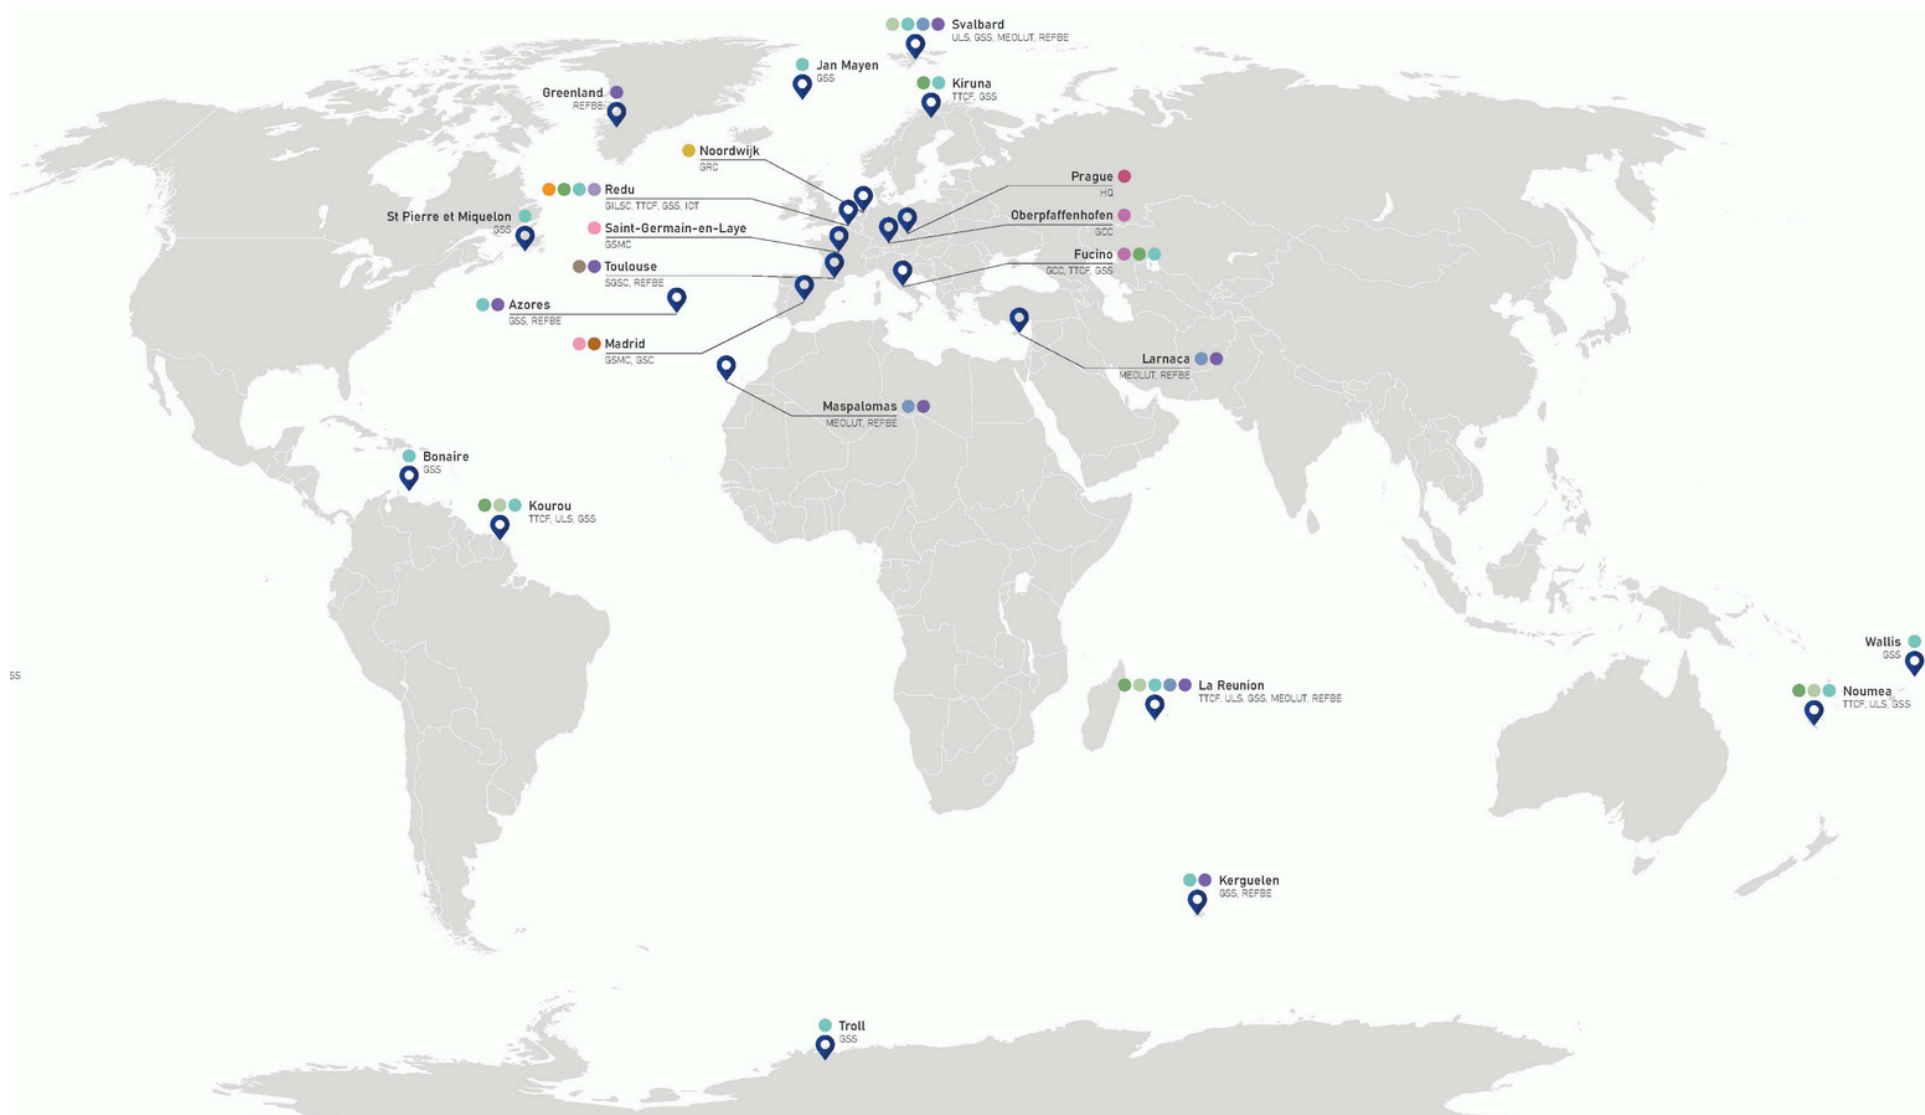 Svalbard
ULS, GSS, MEOLUT, REFBE
Jan Mayen
GSS
Kiruna
TTCF, GSS
Greenland
REFBE
Noordwijk
GRC
Prague
HQ
Redu
GILSC, TTCF, GSS, IOT
St Pierre et Miquelon
GSS
Oberpfaffenhofen
GCC
Saint-Germain-en-Laye
GSMC
Fucino
GCC, TTCF, GSS
Toulouse
SGSC, REFBE
Azores
GSS, REFBE
Madrid
GSMC, GSC
Larnaca
MEOLUT, REFBE
Maspalomas
MEOLUT, REFBE
Bonaire
GSS
Kourou
TTCF, ULS, GSS
Wallis
GSS
SS
La Reunion
TTCF, ULS, GSS, MEOLUT, REFBE
Noumea
TTCF, ULS, GSS
Kerguelen
GSS, REFBE
Troll
GSS